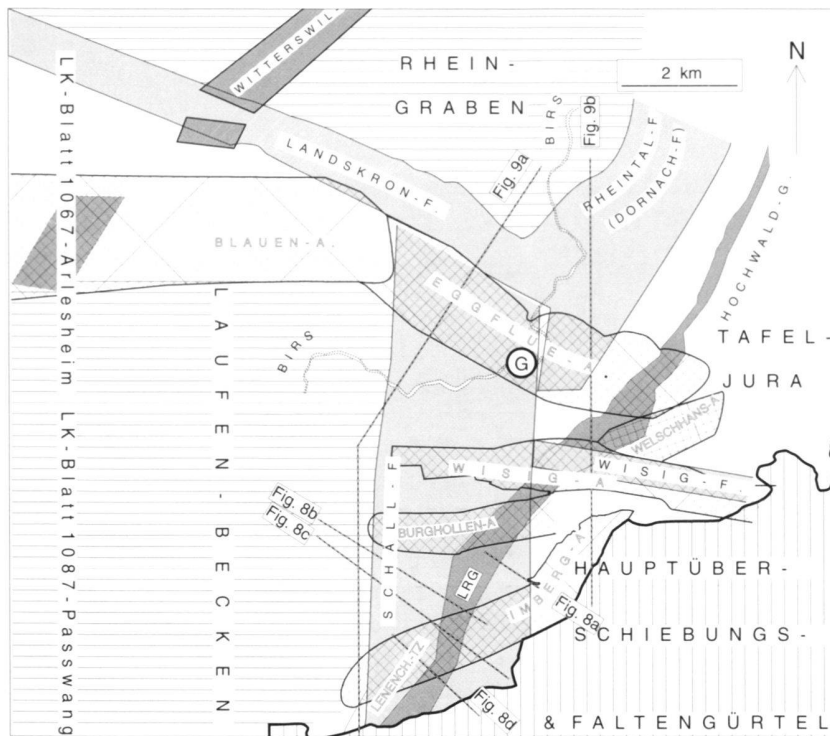 WITTERSWIL-
RHEIN-
GRABEN
2 km
N
LK-Blatt 1067-Arlesheim LK-Blatt 1087-Passwang
LANDSKRON-F.
BIRS
Fig. 9a
Fig. 9b
RHEINTAL-F
(DORNACH-F)
HOCHWALD-G.
BLAUEN-A.
EGGFLUE-A
LAUFEN-BECKEN
BIRS
G
TAFEL-
JURA
WELSCHHANS-A
WISIG-A
WISIG-F.
SCHALL-F
Fig. 8b
Fig. 8c
BURGHOLLEN-A
LRG
IMBERG-A
Fig. 8a
HAUPTÜBER-
SCHIEBUNGS-
LENENCH-TZ
Fig. 8d
& FALTENGÜRTEL